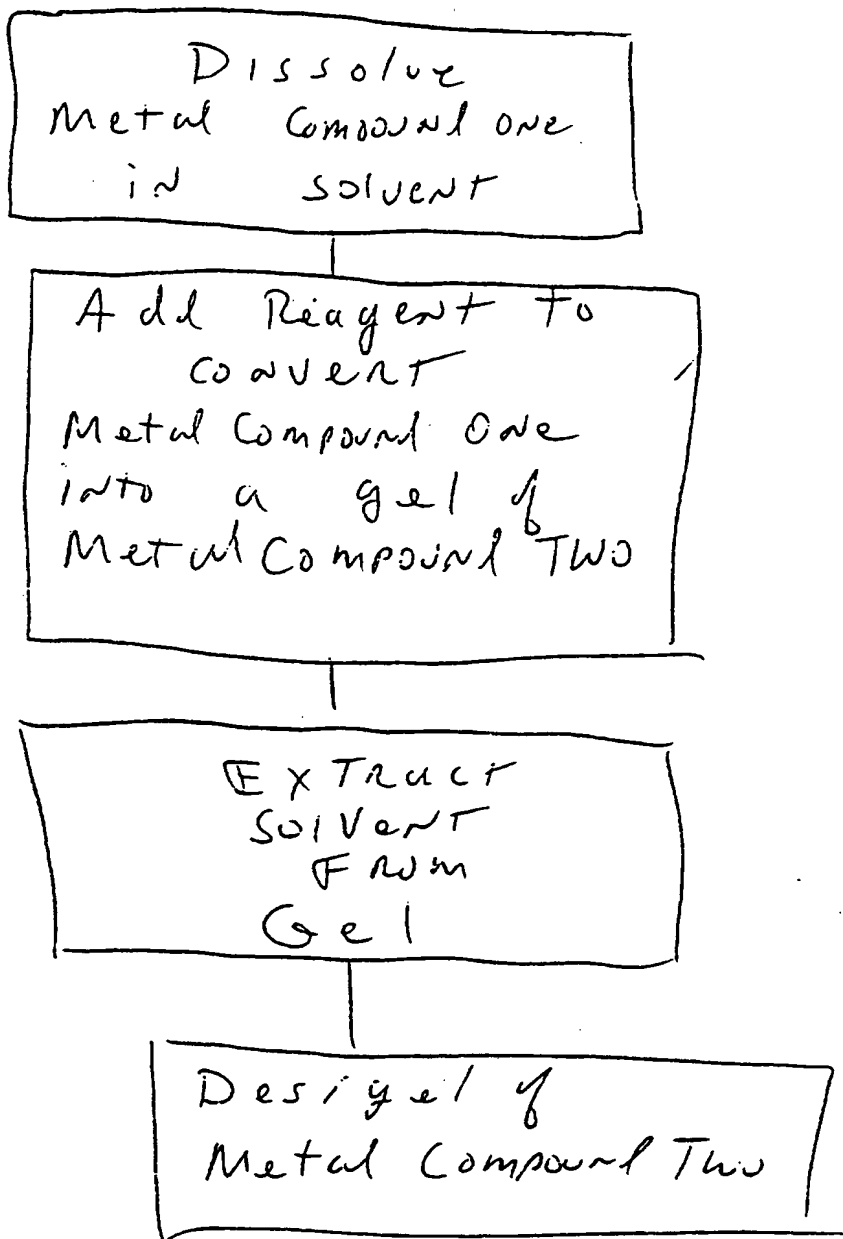 Dissolve
Metal Compound one
in solvent
Add Reagent to
convert
Metal Compound One
into a gel of
Metal Compound Two
Extract
Solvent
From
Gel
Desigel of
Metal Compound Two